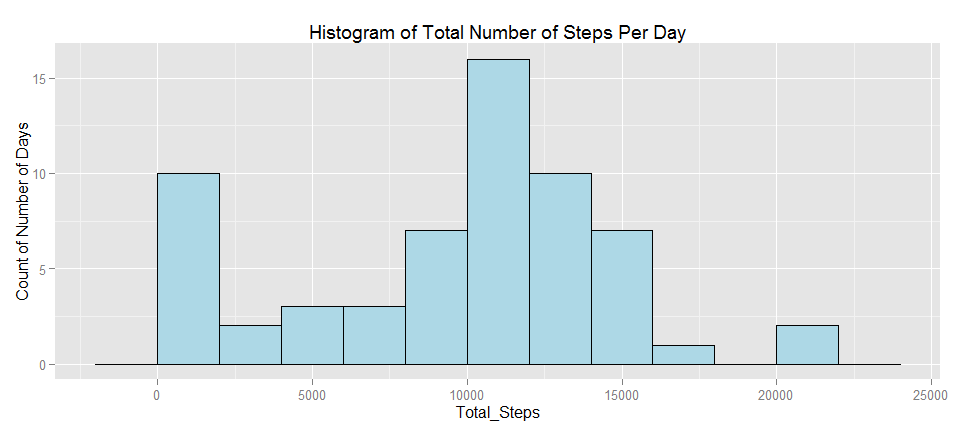 Histogram of Total Number of Steps Per Day
Count of Number of Days
15
10
5
0
0 5000 10000 15000 20000 25000
Total_Steps